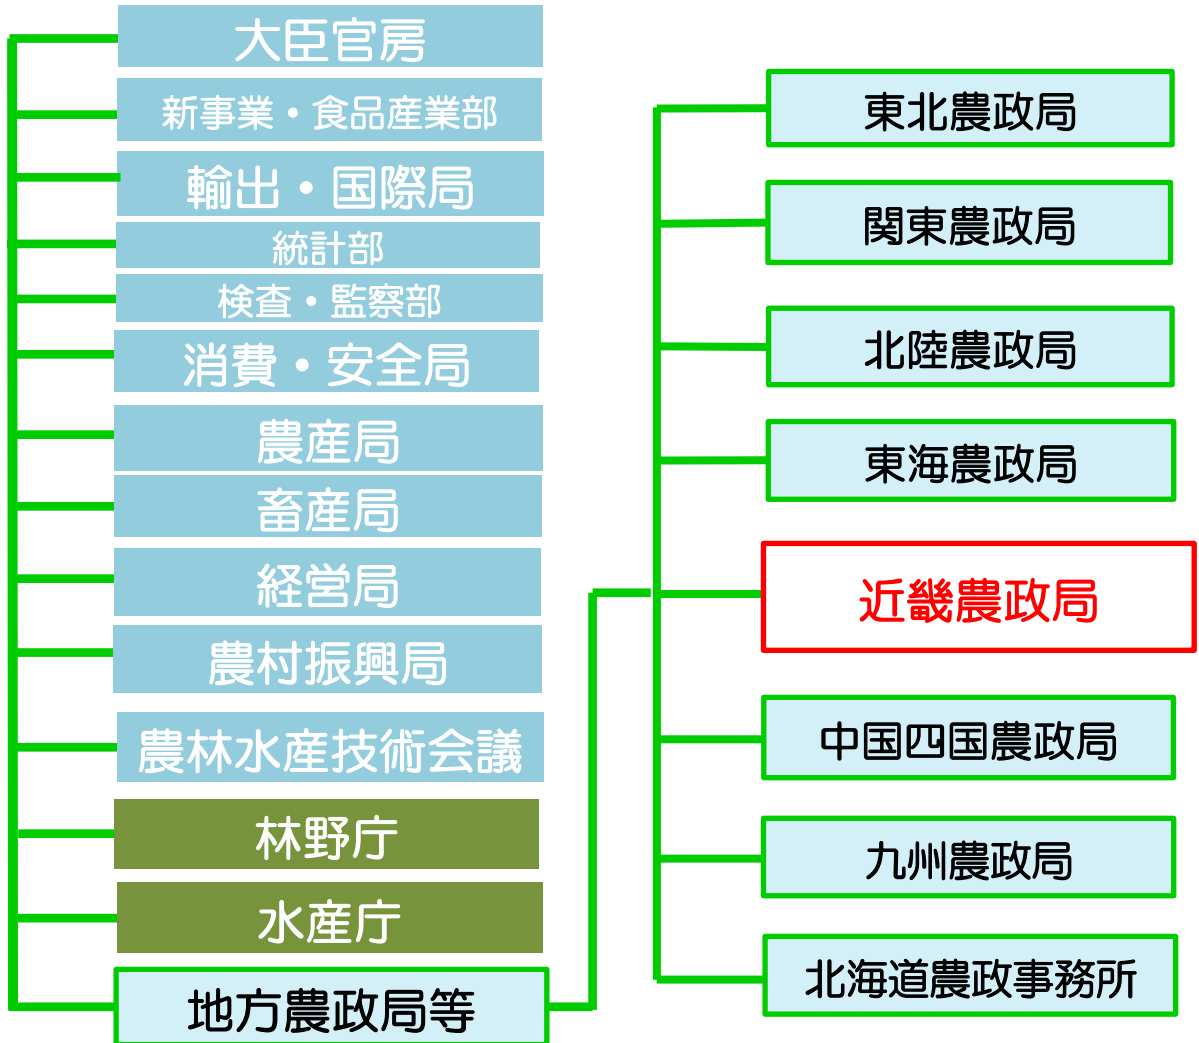 大臣官房
新事業・食品産業部
輸出・国際局
統計部
検査・監察部
消費・安全局
農産局
畜産局
経営局
農村振興局
農林水産技術会議
林野庁
水産庁
地方農政局等
東北農政局
関東農政局
北陸農政局
東海農政局
近畿農政局
中国四国農政局
九州農政局
北海道農政事務所